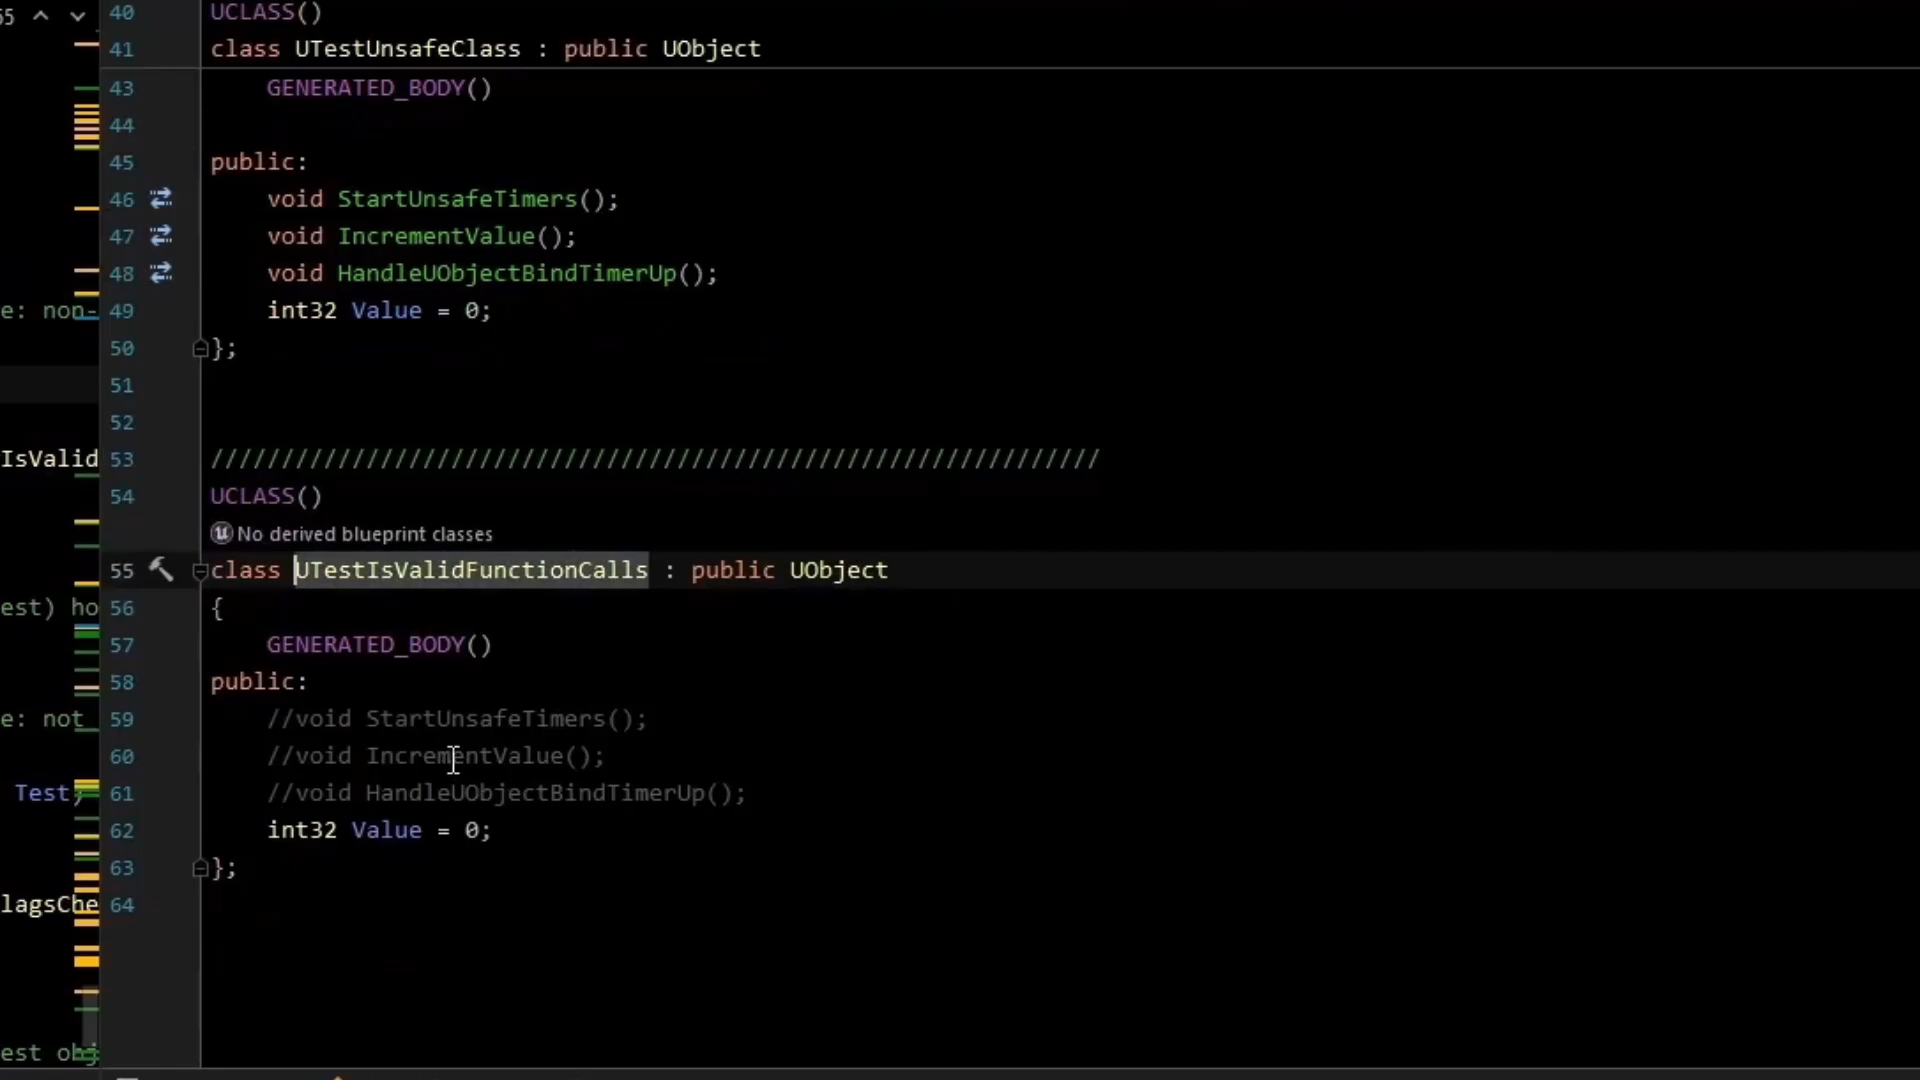 55
40 UCLASS()
41 class UTestUnsafeClass : public UObject
43 GENERATED_BODY()
44
45 public:
46 void StartUnsafeTimers();
47 void IncrementValue();
48 void HandleUObjectBindTimerUp();
e: non- 49 int32 Value = 0;
50 };
51
52
IsValid 53 ///////////////////////////////////////////////////////////////
54 UCLASS()
No derived blueprint classes
55 class UTestIsValidFunctionCalls : public UObject
est) ho 56 {
57 GENERATED_BODY()
58 public:
e: not 59 //void StartUnsafeTimers();
60 //void IncrementValue();
Test, 61 //void HandleUObjectBindTimerUp();
62 int32 Value = 0;
63 };
lagsChe 64
est obj